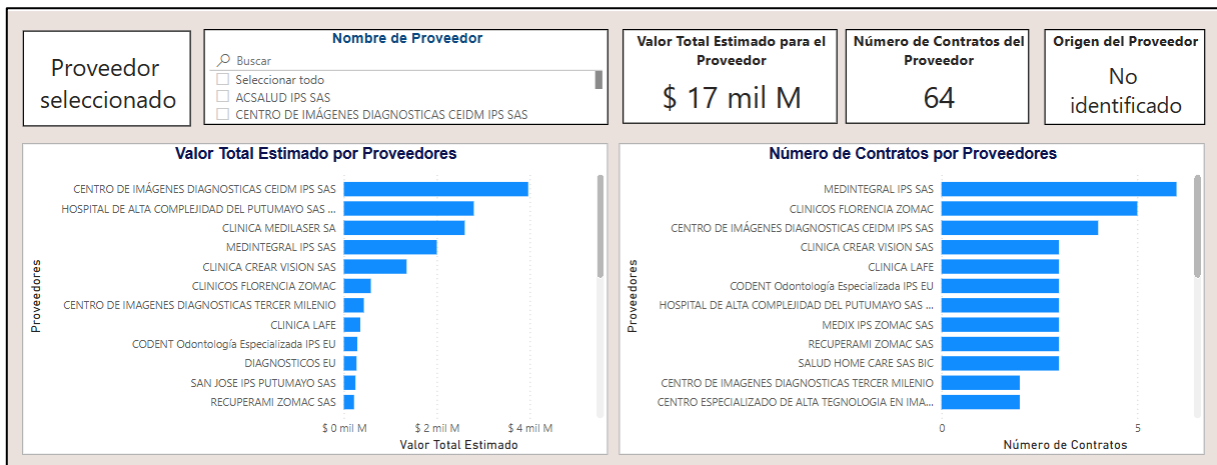 Proveedor
seleccionado
Nombre de Proveedor
Buscar
Seleccionar todo
ACSALUD IPS SAS
CENTRO DE IMÁGENES DIAGNOSTICAS CEIDM IPS SAS
Valor Total Estimado para el
Proveedor
$ 17 mil M
Número de Contratos del
Proveedor
64
Origen del Proveedor
No
identificado
Valor Total Estimado por Proveedores
Proveedores
CENTRO DE IMÁGENES DIAGNOSTICAS CEIDM IPS SAS
HOSPITAL DE ALTA COMPLEJIDAD DEL PUTUMAYO SAS ...
CLINICA MEDILASER SA
MEDINTEGRAL IPS SAS
CLINICA CREAR VISION SAS
CLINICOS FLORENCIA ZOMAC
CENTRO DE IMAGENES DIAGNOSTICAS TERCER MILENIO
CLINICA LAFE
CODENT Odontología Especializada IPS EU
DIAGNOSTICOS EU
SAN JOSE IPS PUTUMAYO SAS
RECUPERAMI ZOMAC SAS
$ 0 mil M $ 2 mil M $ 4 mil M
Valor Total Estimado
Número de Contratos por Proveedores
Proveedores
MEDINTEGRAL IPS SAS
CLINICOS FLORENCIA ZOMAC
CENTRO DE IMÁGENES DIAGNOSTICAS CEIDM IPS SAS
CLINICA CREAR VISION SAS
CLINICA LAFE
CODENT Odontología Especializada IPS EU
HOSPITAL DE ALTA COMPLEJIDAD DEL PUTUMAYO SAS ...
MEDIX IPS ZOMAC SAS
RECUPERAMI ZOMAC SAS
SALUD HOME CARE SAS BIC
CENTRO DE IMAGENES DIAGNOSTICAS TERCER MILENIO
CENTRO ESPECIALIZADO DE ALTA TEGNOLOGIA EN IMA...
0 5
Número de Contratos